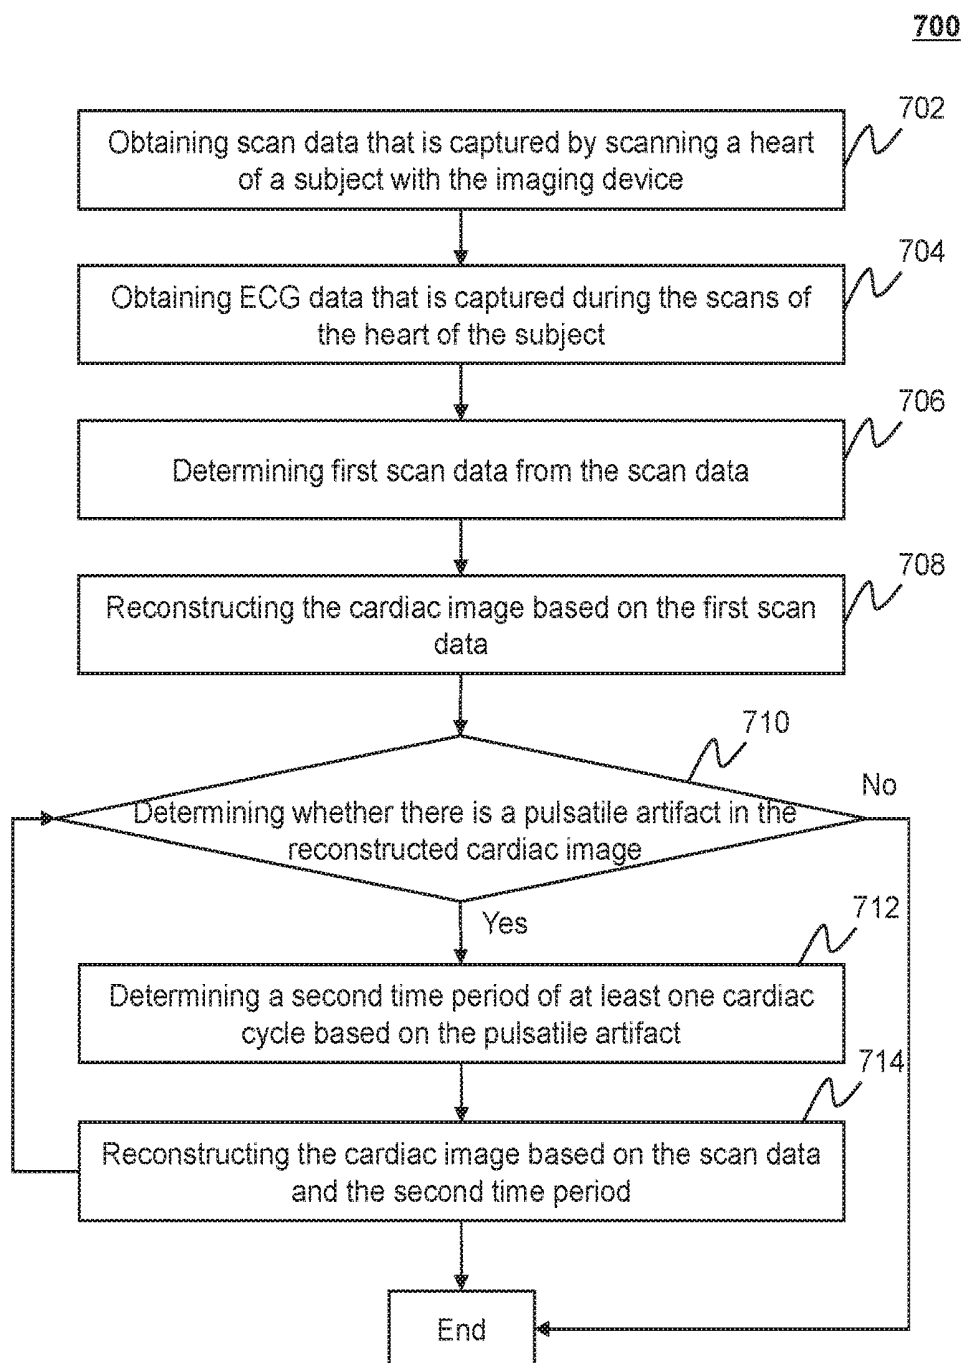 700
702
Obtaining scan data that is captured by scanning a heart
of a subject with the imaging device
704
Obtaining ECG data that is captured during the scans of
the heart of the subject
706
Determining first scan data from the scan data
708
Reconstructing the cardiac image based on the first scan
data
710
No
Determining whether there is a pulsatile artifact in the
reconstructed cardiac image
Yes
712
Determining a second time period of at least one cardiac
cycle based on the pulsatile artifact
714
Reconstructing the cardiac image based on the scan data
and the second time period
End